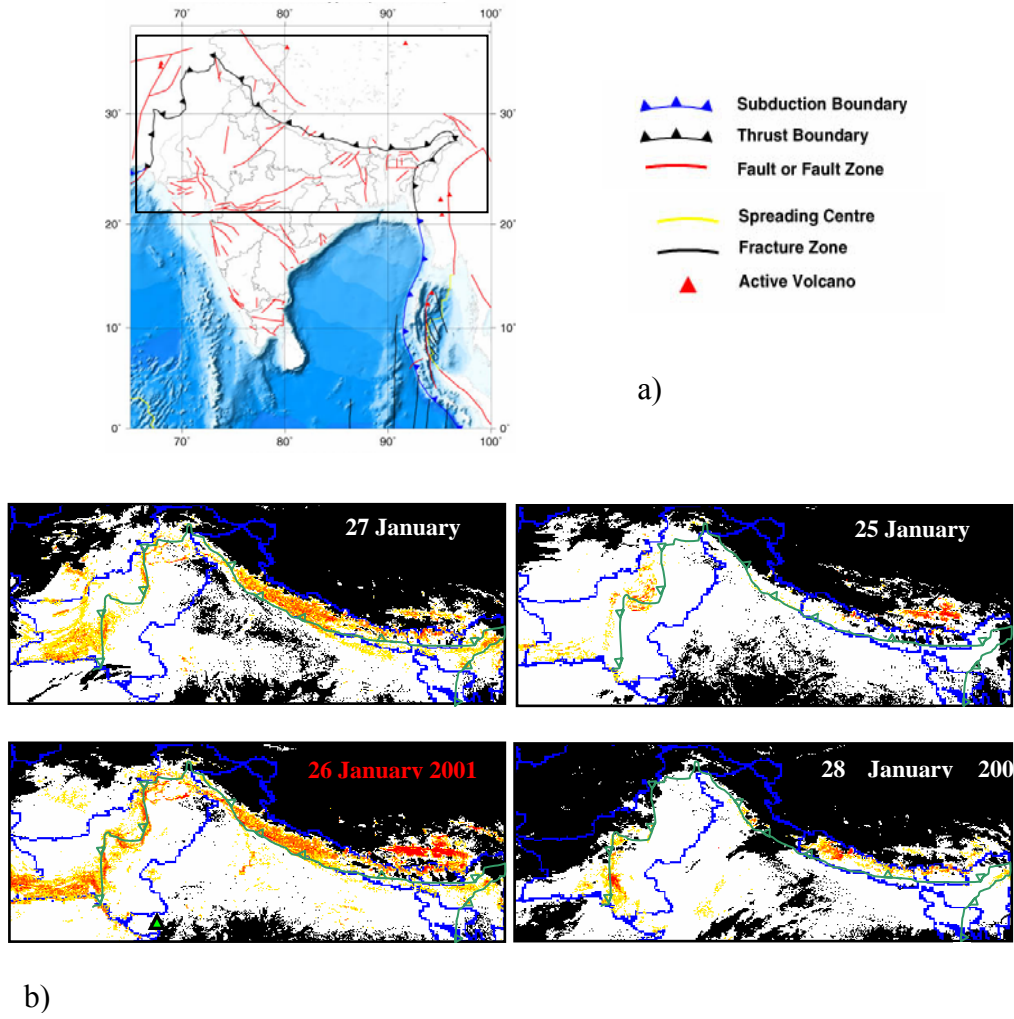 70° 80° 90° 100°
30° 30°
20° 20°
10° 10°
0° 0°
70° 80° 90° 100°
Subduction Boundary
Thrust Boundary
Fault or Fault Zone
Spreading Centre
Fracture Zone
Active Volcano
a)
27 January
25 January
26 January 2001
28 January 200
b)